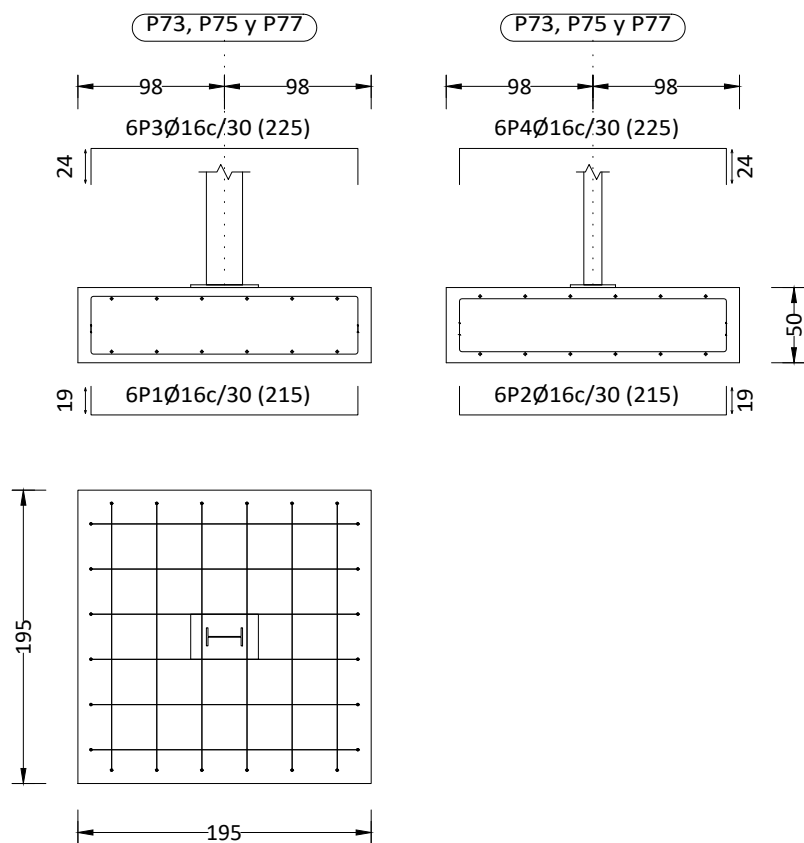 P73, P75 y P77
P73, P75 y P77
98
98
98
98
6P3Ø16c/30 (225)
6P4Ø16c/30 (225)
24
24
50
19
6P1Ø16c/30 (215)
6P2Ø16c/30 (215)
19
195
195